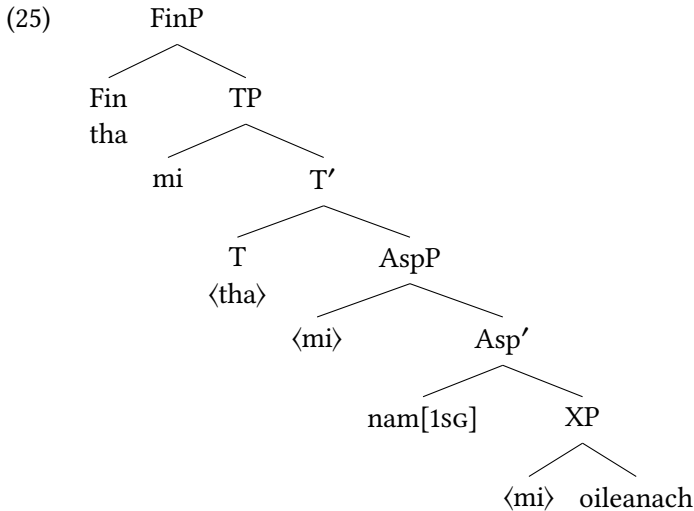 (25) FinP
Fin TP
tha
mi T′
T AspP
⟨tha⟩
⟨mi⟩ Asp′
nam[1SG] XP
⟨mi⟩ oileanach